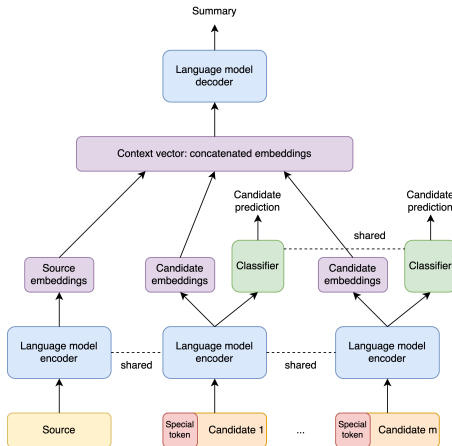 Summary
Language model
decoder
Context vector: concatenated embeddings
Candidate
prediction
Candidate
prediction
shared
Source
embeddings
Candidate
embeddings
Classifier
Candidate
embeddings
Classifier
Language model
encoder
shared
Language model
encoder
shared
Language model
encoder
Source
Special
token
Candidate 1
...
Special
token
Candidate m